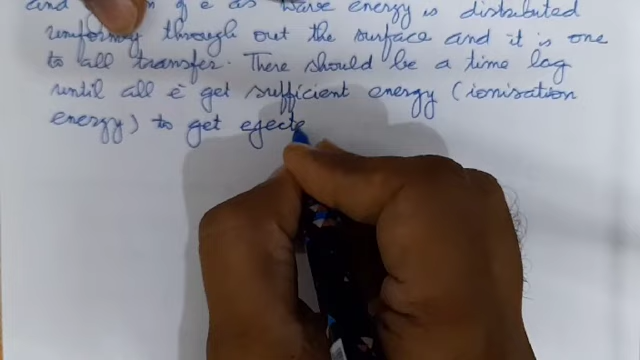 and of e as wave energy is distributed
uniformly through out the surface and it is one
to all transfer. There should be a time lag
until all e⁻ get sufficient energy (ionisation
energy) to get ejecte